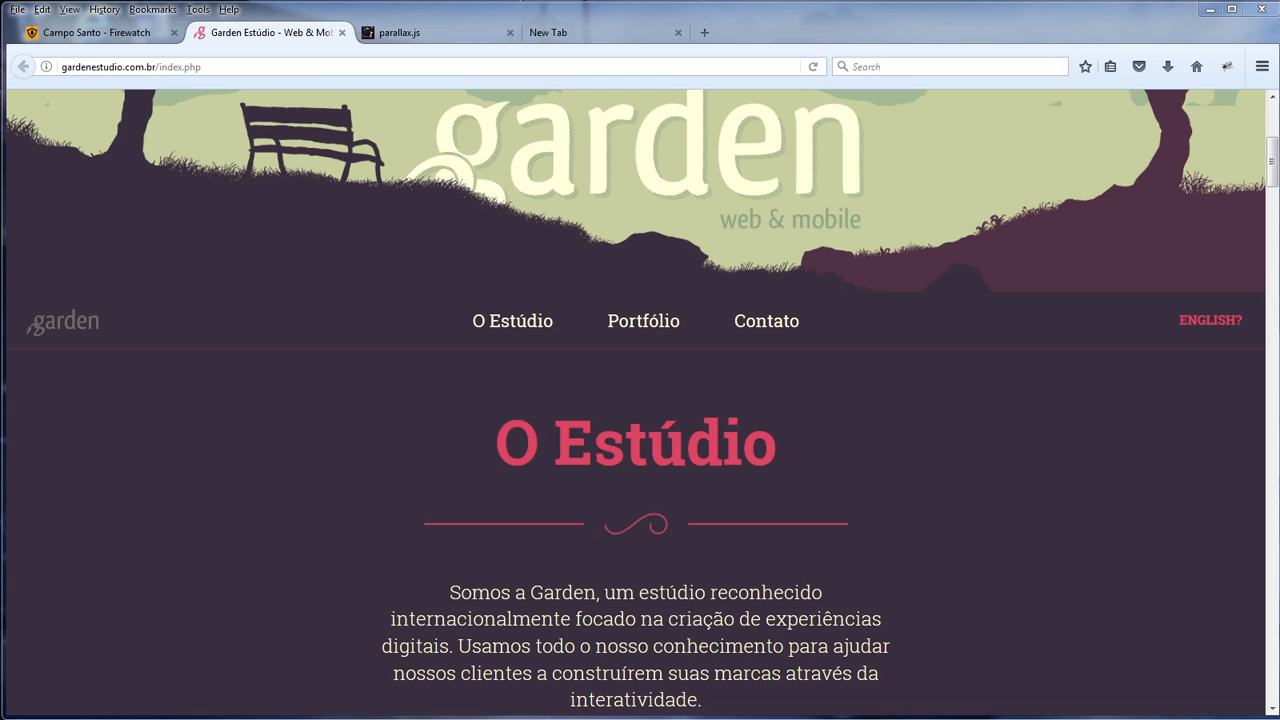 File Edit View History Bookmarks Tools Help
Campo Santo - Firewatch Garden Estúdio - Web & Mob parallax.js New Tab
gardenestudio.com.br/index.php Search
garden
web & mobile
garden O Estúdio Portfólio Contato ENGLISH?
O Estúdio
Somos a Garden, um estúdio reconhecido
internacionalmente focado na criação de experiências
digitais. Usamos todo o nosso conhecimento para ajudar
nossos clientes a construírem suas marcas através da
interatividade.